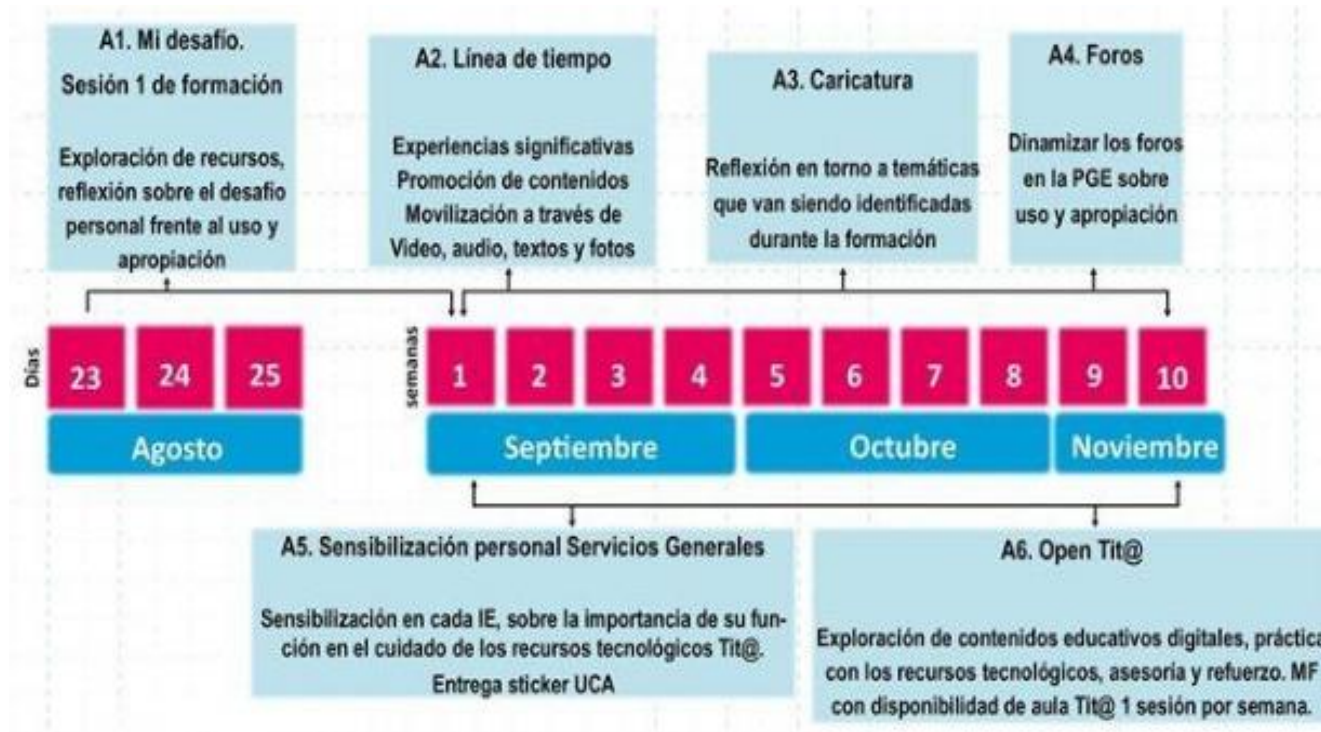 A1. Mi desafío.
Sesión 1 de formación
Exploración de recursos,
reflexión sobre el desafío
personal frente al uso y
apropiación
A2. Línea de tiempo
Experiencias significativas
Promoción de contenidos
Movilización a través de
Video, audio, textos y fotos
A3. Caricatura
Reflexión en torno a temáticas
que van siendo identificadas
durante la formación
A4. Foros
Dinamizar los foros
en la PGE sobre
uso y apropiación
Días
23 24 25
semanas
1 2 3 4 5 6 7 8 9 10
Agosto
Septiembre
Octubre
Noviembre
A5. Sensibilización personal Servicios Generales
Sensibilización en cada IE, sobre la importancia de su fun-
ción en el cuidado de los recursos tecnológicos Tit@.
Entrega sticker UCA
A6. Open Tit@
Exploración de contenidos educativos digitales, práctica
con los recursos tecnológicos, asesoría y refuerzo. MF
con disponibilidad de aula Tit@ 1 sesión por semana.